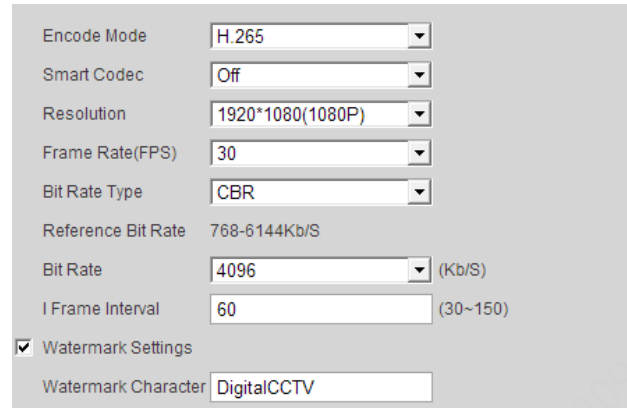 Encode Mode H.265
Smart Codec Off
Resolution 1920*1080(1080P)
Frame Rate(FPS) 30
Bit Rate Type CBR
Reference Bit Rate 768-6144Kb/S
Bit Rate 4096 (Kb/S)
I Frame Interval 60 (30~150)
Watermark Settings
Watermark Character DigitalCCTV